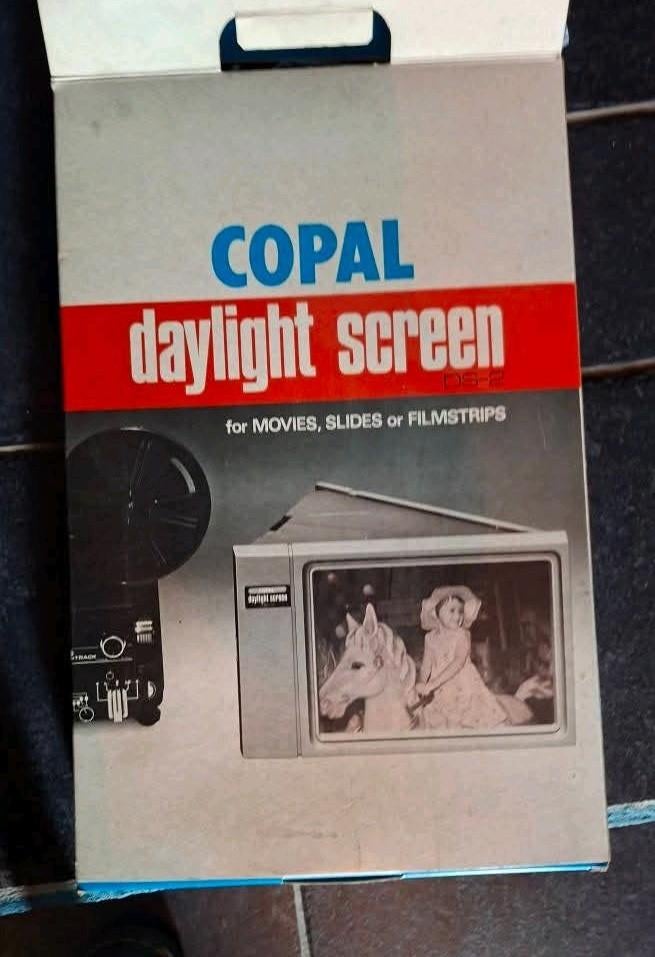 COPAL
daylight screen
DS-2
for MOVIES, SLIDES or FILMSTRIPS
daylight screen